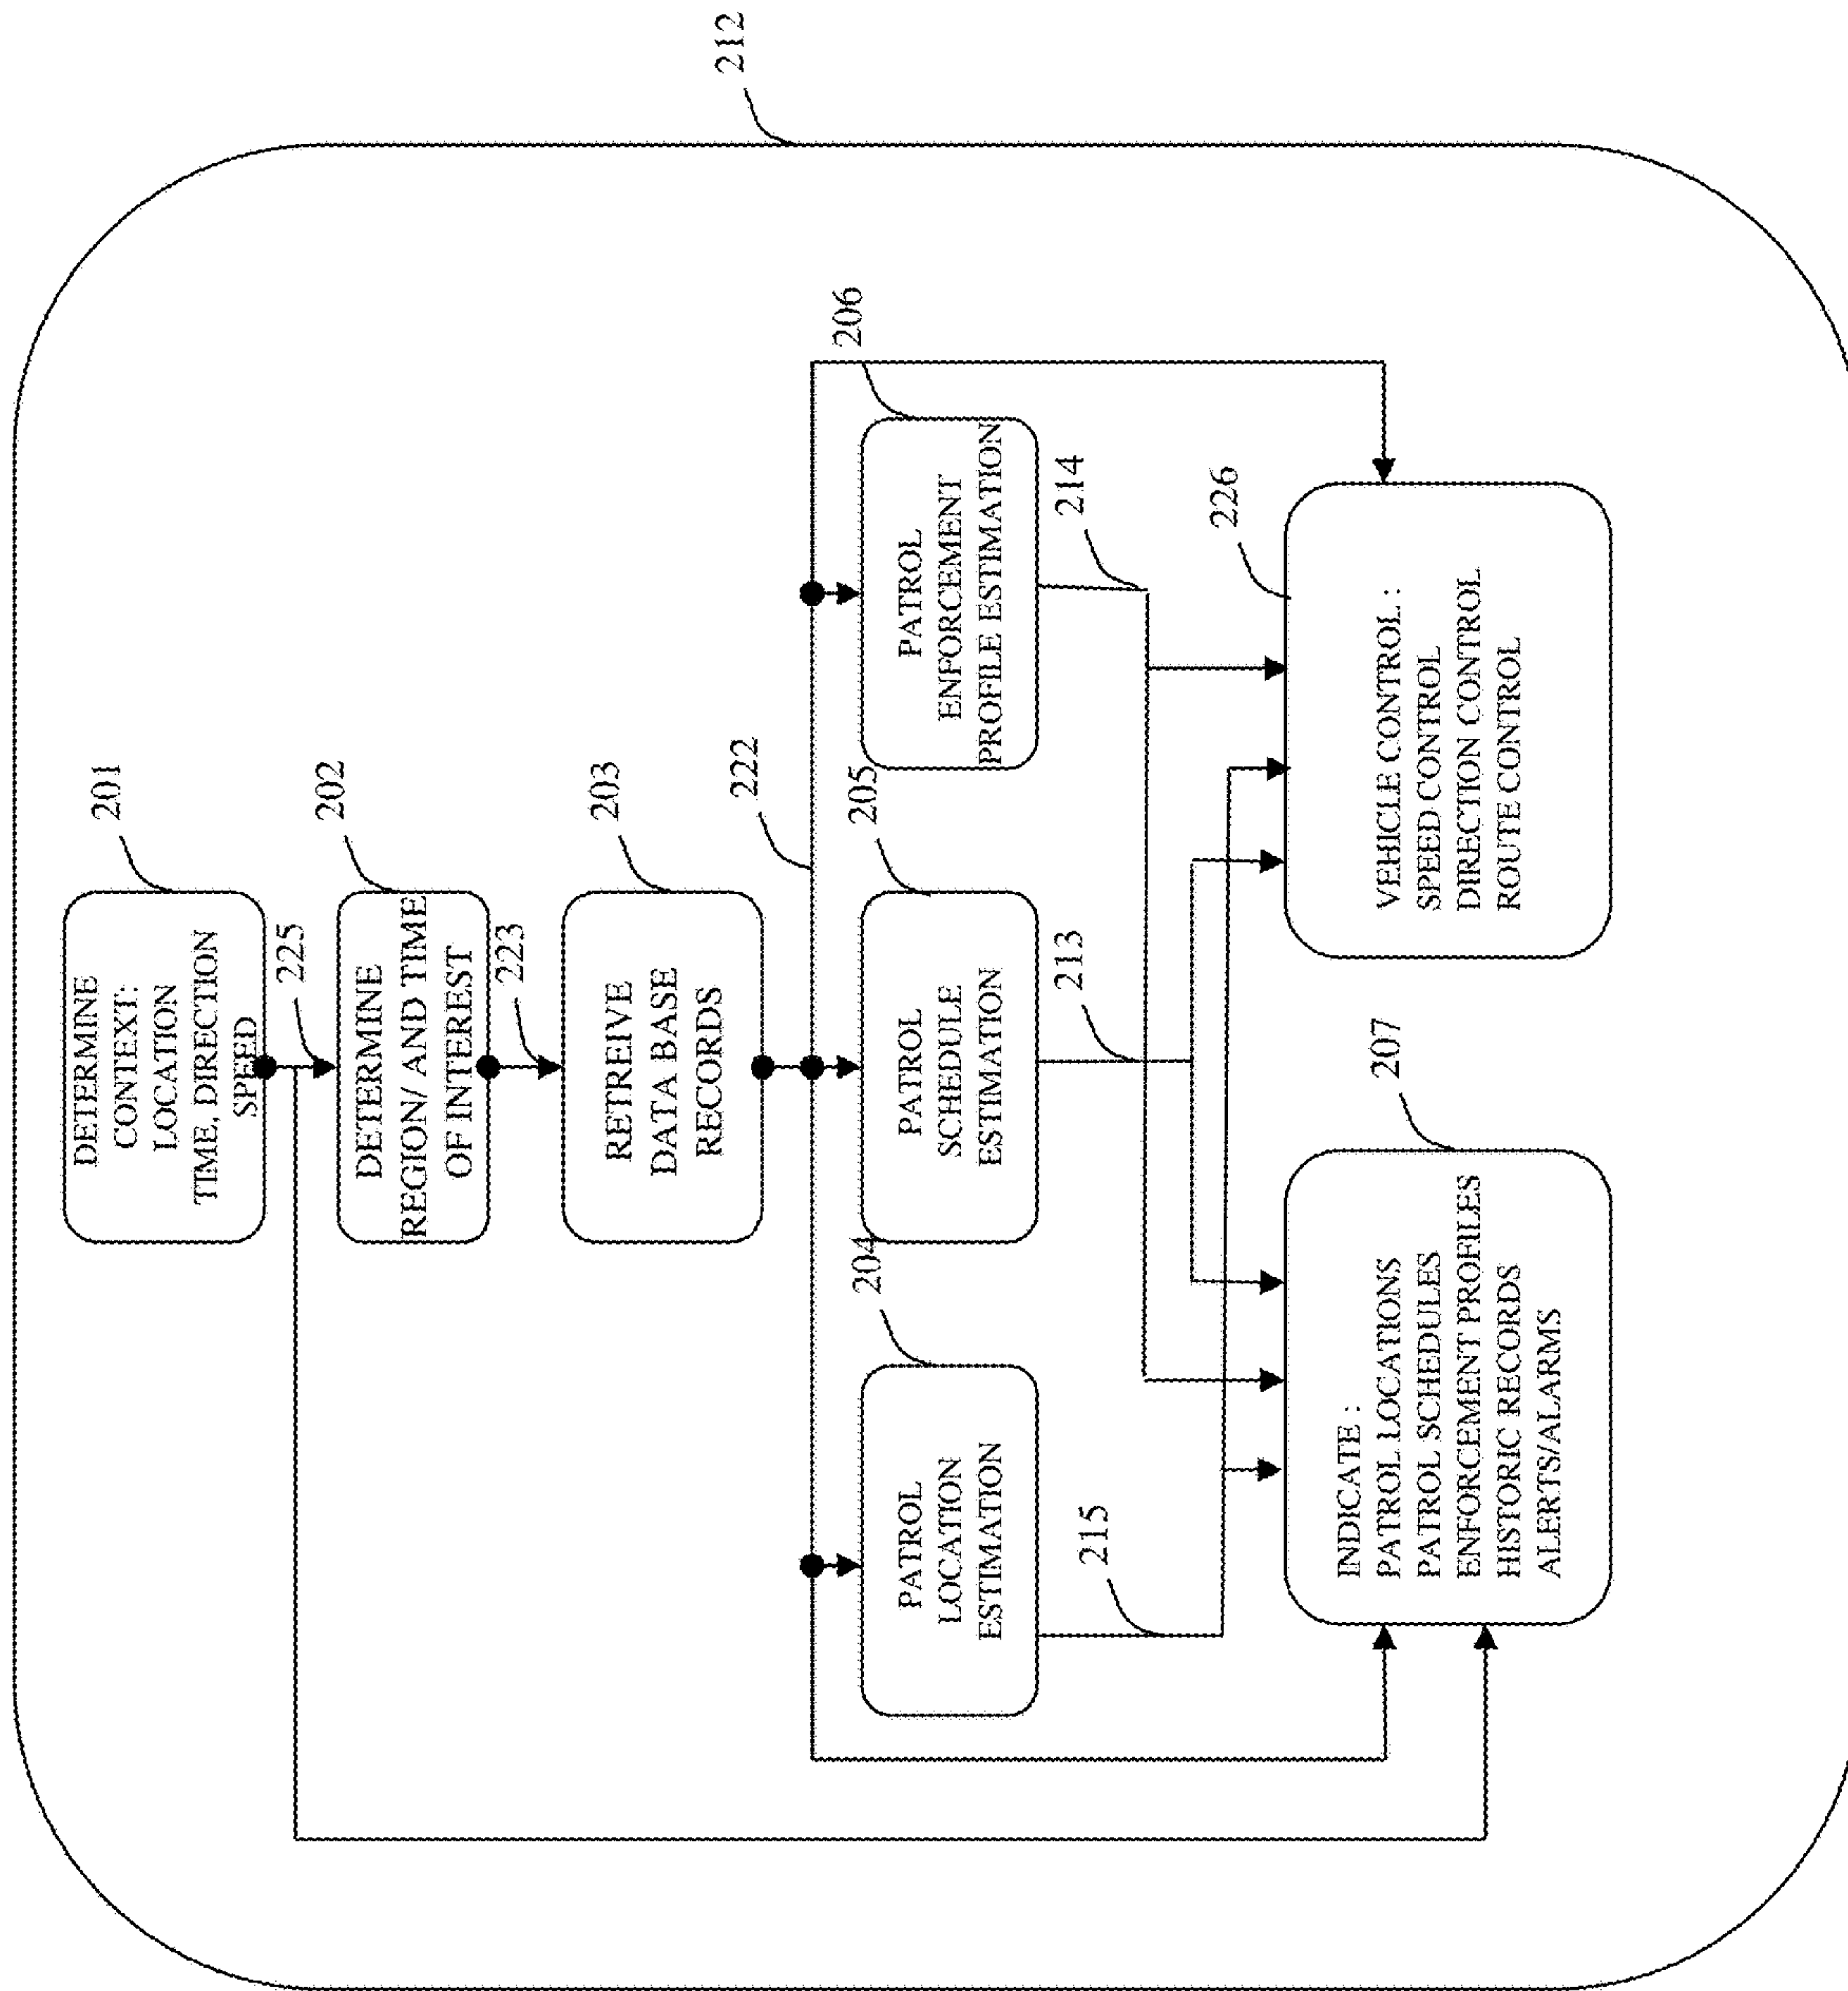 212
201
DETERMINE
CONTEXT:
LOCATION
TIME, DIRECTION
SPEED
225
202
DETERMINE
REGION/ AND TIME
OF INTEREST
223
203
RETREIVE
DATA BASE
RECORDS
222
204
PATROL
LOCATION
ESTIMATION
205
PATROL
SCHEDULE
ESTIMATION
206
PATROL
ENFORCEMENT
PROFILE ESTIMATION
215
213
214
207
INDICATE :
PATROL LOCATIONS
PATROL SCHEDULES
ENFORCEMENT PROFILES
HISTORIC RECORDS
ALERTS/ALARMS
226
VEHICLE CONTROL :
SPEED CONTROL
DIRECTION CONTROL
ROUTE CONTROL